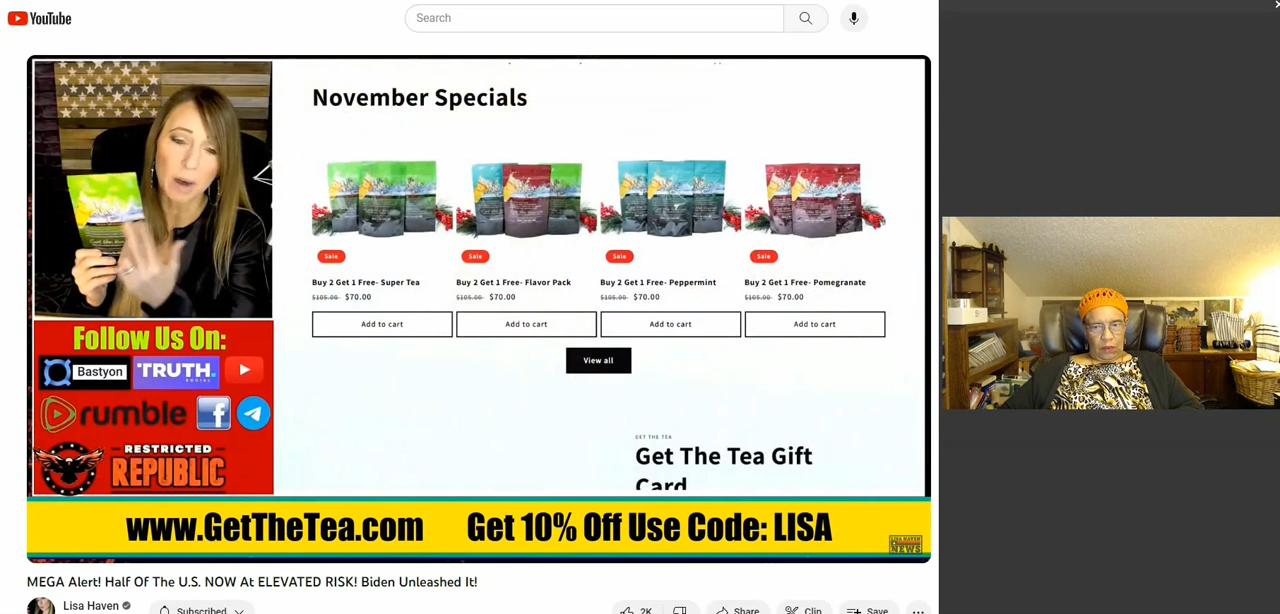 YouTube
Search
November Specials
Sale
Sale
Sale
Sale
Buy 2 Get 1 Free- Super Tea
Buy 2 Get 1 Free- Flavor Pack
Buy 2 Get 1 Free- Peppermint
Buy 2 Get 1 Free- Pomegranate
$105.00 $70.00
$105.00 $70.00
$105.00 $70.00
$105.00 $70.00
Add to cart
Add to cart
Add to cart
Add to cart
View all
Follow Us On:
Bastyon
TRUTH.
SOCIAL
rumble
RESTRICTED
REPUBLIC
GET THE TEA
Get The Tea Gift
Card
www.GetTheTea.com Get 10% Off Use Code: LISA
LISA HAVEN
NEWS
MEGA Alert! Half Of The U.S. NOW At ELEVATED RISK! Biden Unleashed It!
Lisa Haven
Subscribed
2K
Share
Clip
Save